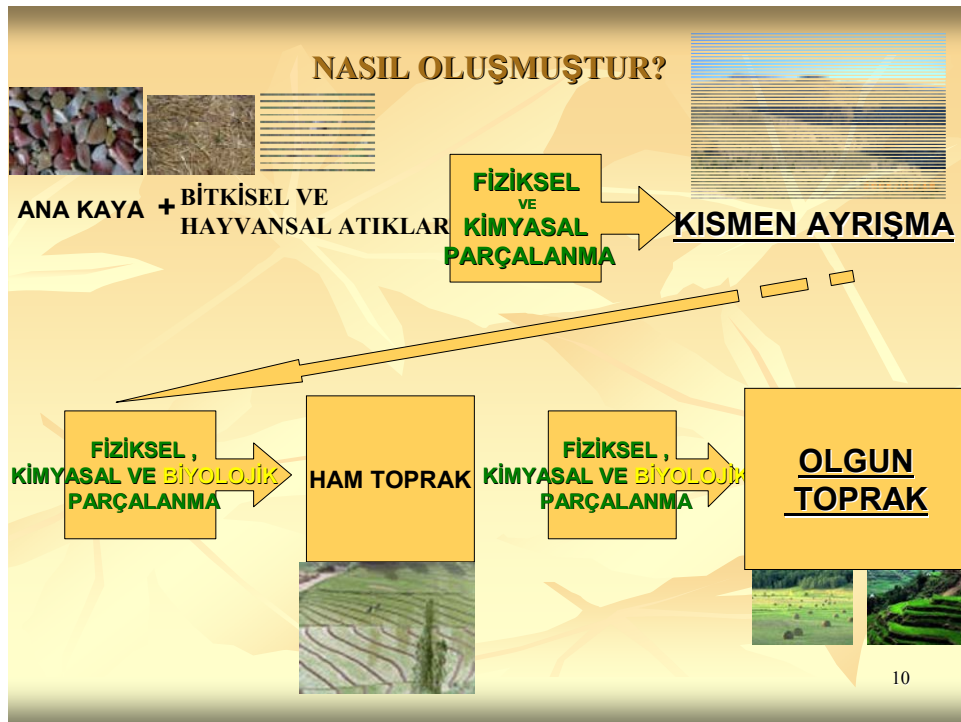 NASIL OLUŞMUŞTUR?
ANA KAYA + BİTKİSEL VE
HAYVANSAL ATIKLAR
FİZİKSEL
VE
KİMYASAL
PARÇALANMA
KISMEN AYRIŞMA
FİZİKSEL ,
KİMYASAL VE BİYOLOJİK
PARÇALANMA
HAM TOPRAK
FİZİKSEL ,
KİMYASAL VE BİYOLOJİK
PARÇALANMA
OLGUN
TOPRAK
10